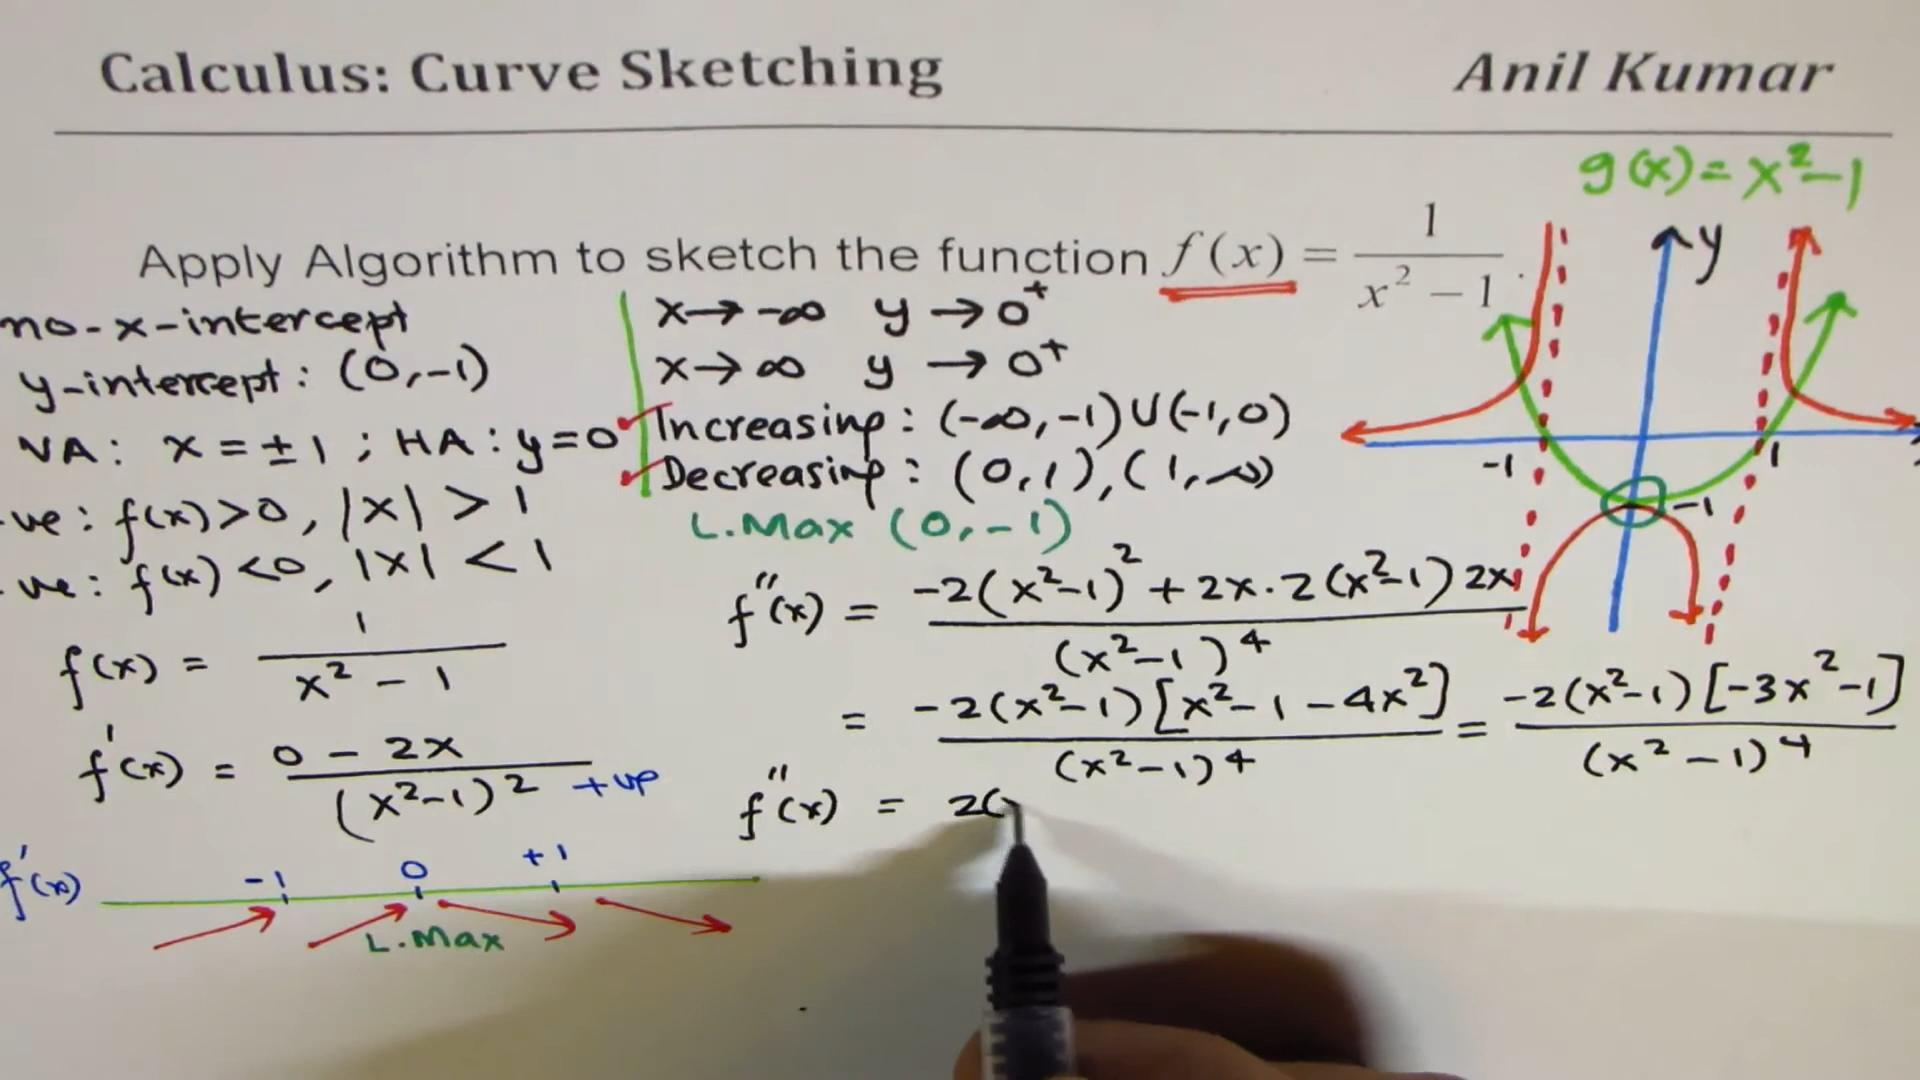 Calculus: Curve Sketching
Anil Kumar
g(x) = x²-1
Apply Algorithm to sketch the function f(x) = 1/(x² - 1).
no-x-intercept
y-intercept: (0,-1)
VA: x = ±1 ; HA: y=0
ve: f(x)>0, |x| > 1
ve: f(x)<0, |x| < 1
f(x) = 1/(x² - 1)
f'(x) = (0 - 2x)/(x²-1)² +ve
f'(x)
-1 0 +1
L.Max
x→-∞ y→0⁺
x→∞ y→0⁺
Increasing: (-∞,-1)∪(-1,0)
Decreasing: (0,1),(1,∞)
L.Max (0,-1)
f''(x) = (-2(x²-1)² + 2x·2(x²-1)2x)/(x²-1)⁴
= (-2(x²-1)[x²-1-4x²])/(x²-1)⁴ = (-2(x²-1)[-3x²-1])/(x²-1)⁴
f''(x) = 2(
y
-1
1
-1